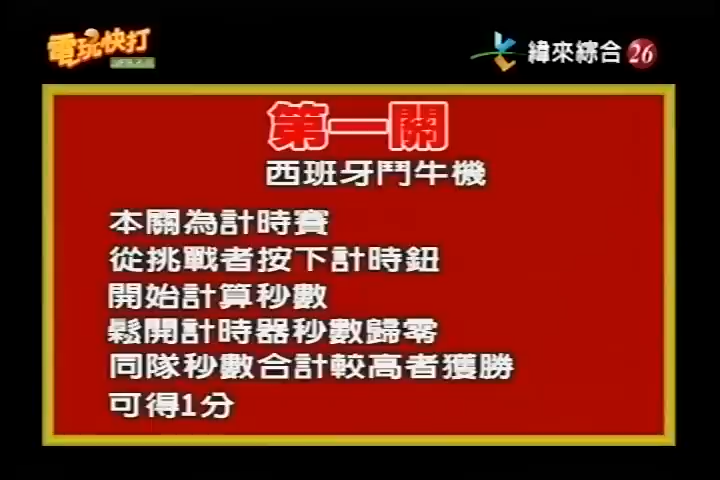 電玩快打
緯來綜合26
第一關
西班牙鬥牛機
本關為計時賽
從挑戰者按下計時鈕
開始計算秒數
鬆開計時器秒數歸零
同隊秒數合計較高者獲勝
可得1分